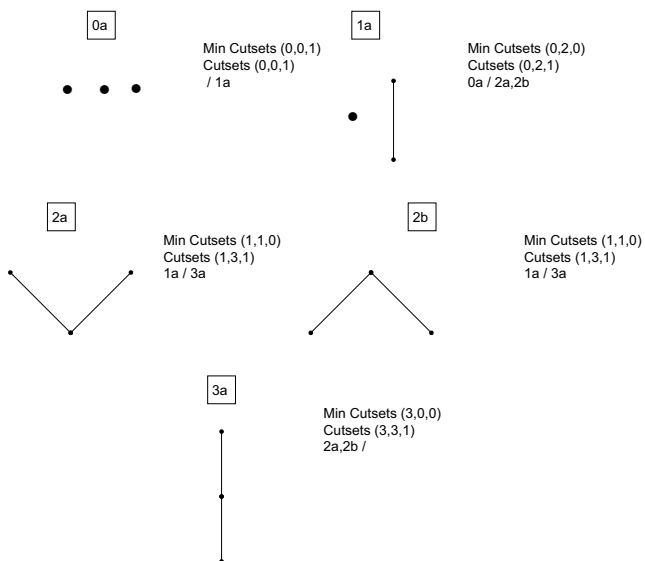 0a
Min Cutsets (0,0,1)
Cutsets (0,0,1)
/ 1a
1a
Min Cutsets (0,2,0)
Cutsets (0,2,1)
0a / 2a,2b
2a
Min Cutsets (1,1,0)
Cutsets (1,3,1)
1a / 3a
2b
Min Cutsets (1,1,0)
Cutsets (1,3,1)
1a / 3a
3a
Min Cutsets (3,0,0)
Cutsets (3,3,1)
2a,2b /